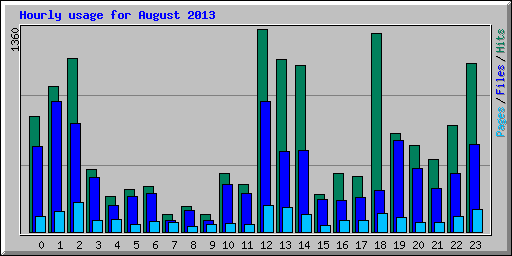 Hourly usage for August 2013
1360
Pages / Files / Hits
0 1 2 3 4 5 6 7 8 9 10 11 12 13 14 15 16 17 18 19 20 21 22 23